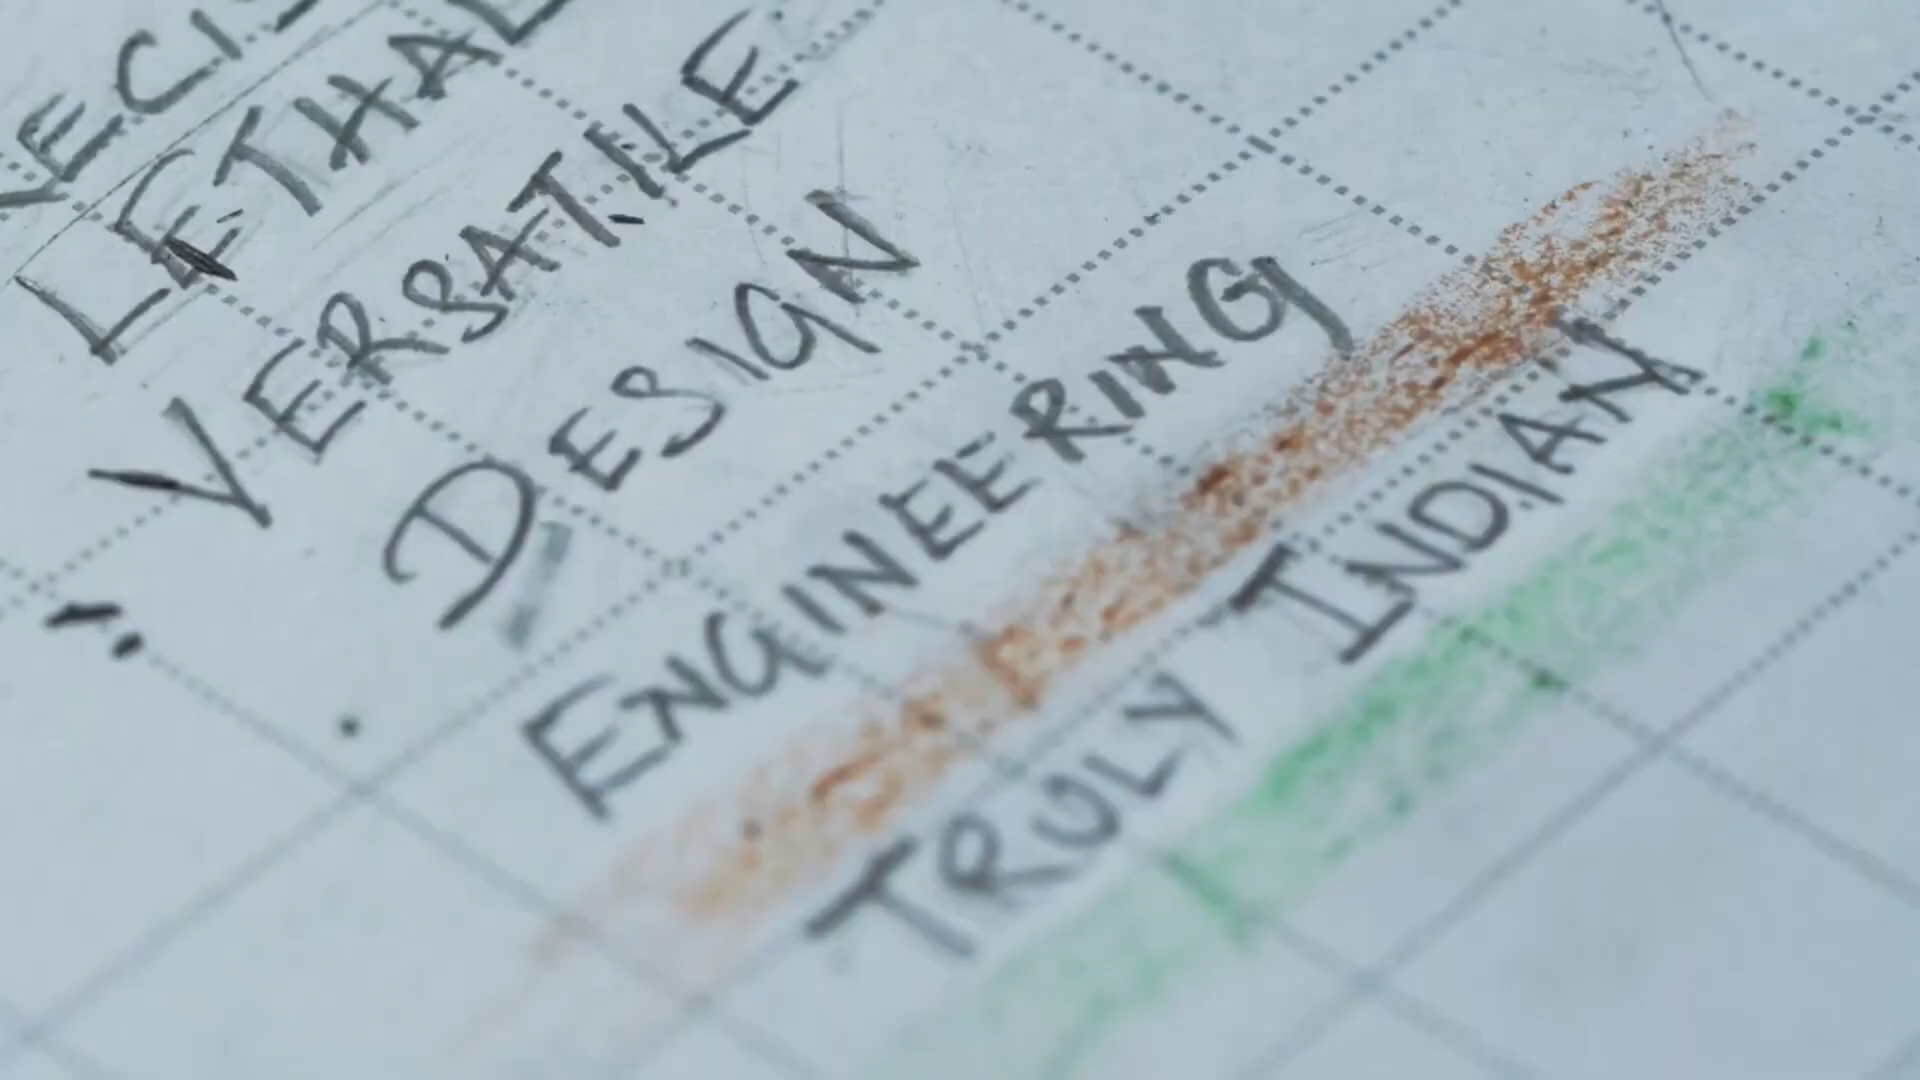 LETHAL
VERSATILE
DESIGN
ENGINEERING
TRULY INDIAN